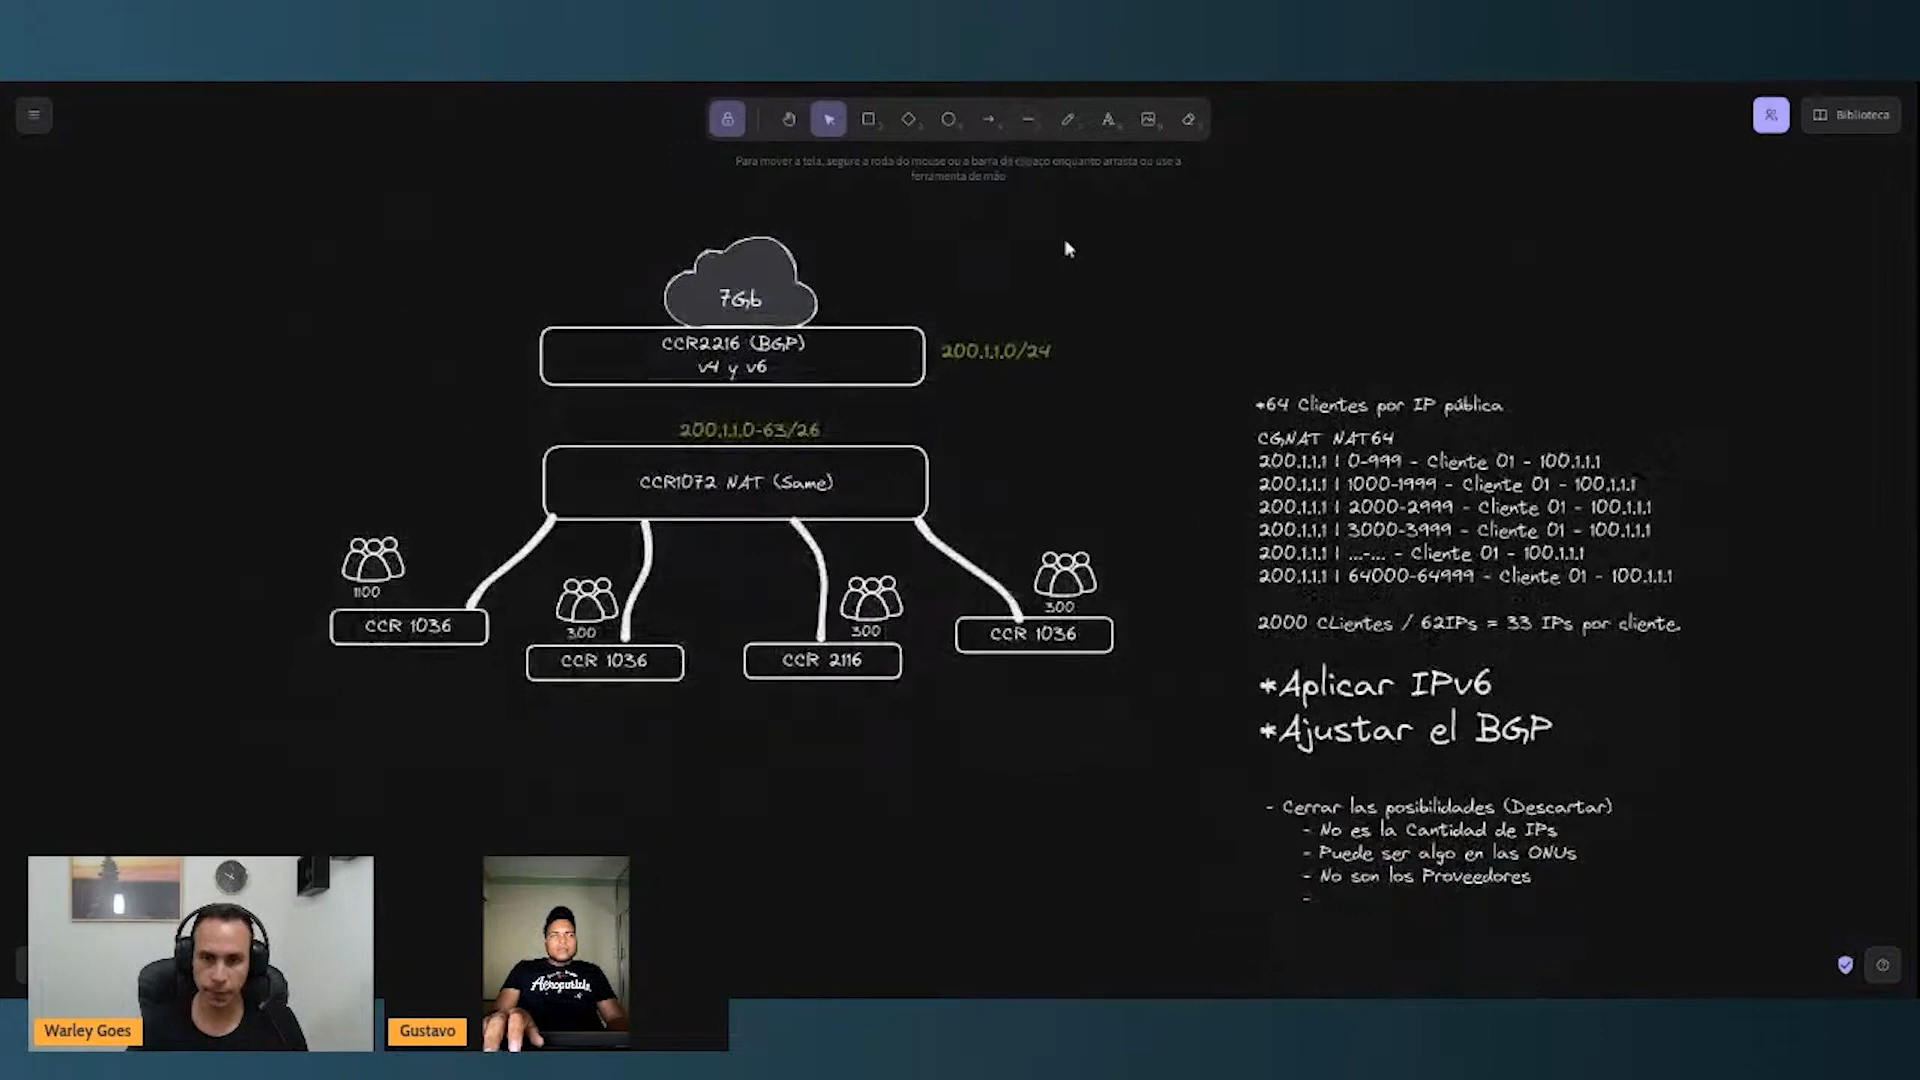 Biblioteca
Para mover a tela, segure a roda do mouse ou a barra de espaço enquanto arrasta ou use a
ferramenta de mão
7Gb
CCR2216 (BGP)
v4 y v6
200.1.1.0/24
200.1.1.0-63/26
CCR1072 NAT (Same)
1100
CCR 1036
300
CCR 1036
300
CCR 2116
300
CCR 1036
*64 Clientes por IP pública
CGNAT NAT64
200.1.1.1 | 0-999 - Cliente 01 - 100.1.1.1
200.1.1.1 | 1000-1999 - Cliente 01 - 100.1.1.1
200.1.1.1 | 2000-2999 - Cliente 01 - 100.1.1.1
200.1.1.1 | 3000-3999 - Cliente 01 - 100.1.1.1
200.1.1.1 | ...-... - Cliente 01 - 100.1.1.1
200.1.1.1 | 64000-64999 - Cliente 01 - 100.1.1.1
2000 CLientes / 62IPs = 33 IPs por cliente.
*Aplicar IPv6
*Ajustar el BGP
- Cerrar las posibilidades (Descartar)
- No es la Cantidad de IPs
- Puede ser algo en las ONUs
- No son los Proveedores
-
Warley Goes
Gustavo